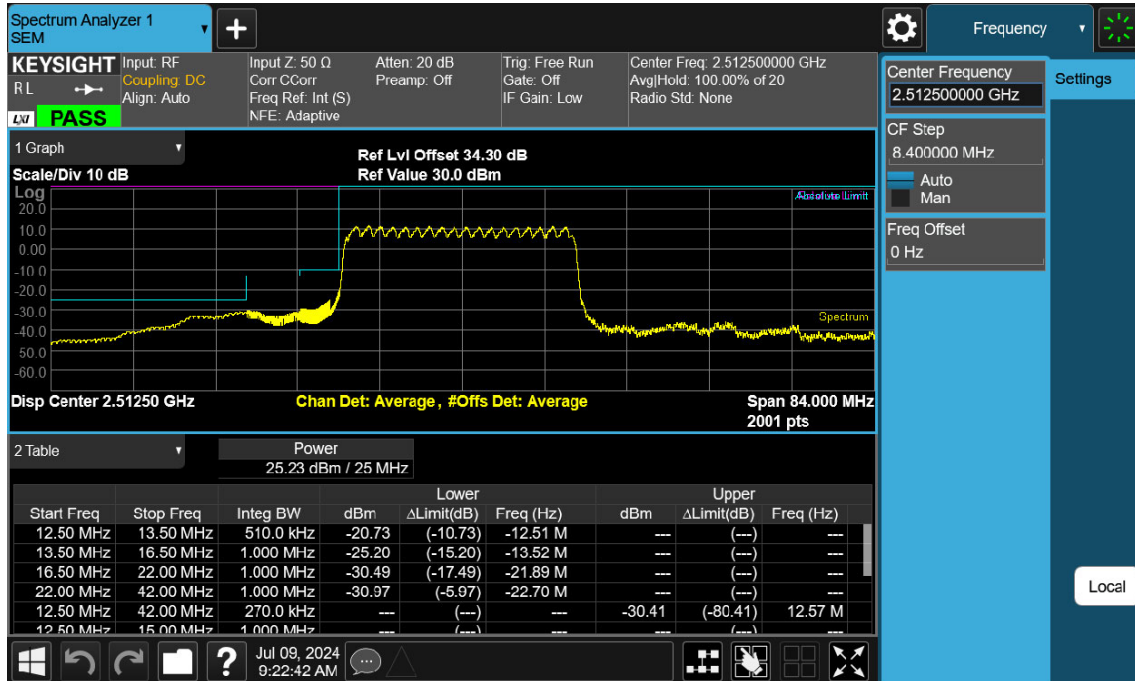 Spectrum Analyzer 1
SEM
Frequency
KEYSIGHT
R L
LXI PASS
Input: RF
Coupling: DC
Align: Auto
Input Z: 50 Ω
Corr CCorr
Freq Ref: Int (S)
NFE: Adaptive
Atten: 20 dB
Preamp: Off
Trig: Free Run
Gate: Off
IF Gain: Low
Center Freq: 2.512500000 GHz
Avg|Hold: 100.00% of 20
Radio Std: None
Center Frequency
2.512500000 GHz
Settings
CF Step
8.400000 MHz
Auto
Man
Freq Offset
0 Hz
Local
1 Graph
Scale/Div 10 dB
Ref Lvl Offset 34.30 dB
Ref Value 30.0 dBm
Log
20.0
10.0
0.00
-10.0
-20.0
-30.0
-40.0
50.0
-60.0
Limit
Spectrum
Disp Center 2.51250 GHz
Chan Det: Average , #Offs Det: Average
Span 84.000 MHz
2001 pts
2 Table
Power
25.23 dBm / 25 MHz
Lower Upper
Start Freq Stop Freq Integ BW dBm ΔLimit(dB) Freq (Hz) dBm ΔLimit(dB) Freq (Hz)
12.50 MHz 13.50 MHz 510.0 kHz -20.73 (-10.73) -12.51 M --- (---) ---
13.50 MHz 16.50 MHz 1.000 MHz -25.20 (-15.20) -13.52 M --- (---) ---
16.50 MHz 22.00 MHz 1.000 MHz -30.49 (-17.49) -21.89 M --- (---) ---
22.00 MHz 42.00 MHz 1.000 MHz -30.97 (-5.97) -22.70 M --- (---) ---
12.50 MHz 42.00 MHz 270.0 kHz --- (---) --- -30.41 (-80.41) 12.57 M
12.50 MHz 15.00 MHz 1.000 MHz --- (---) --- --- (---) ---
?
Jul 09, 2024
9:22:42 AM